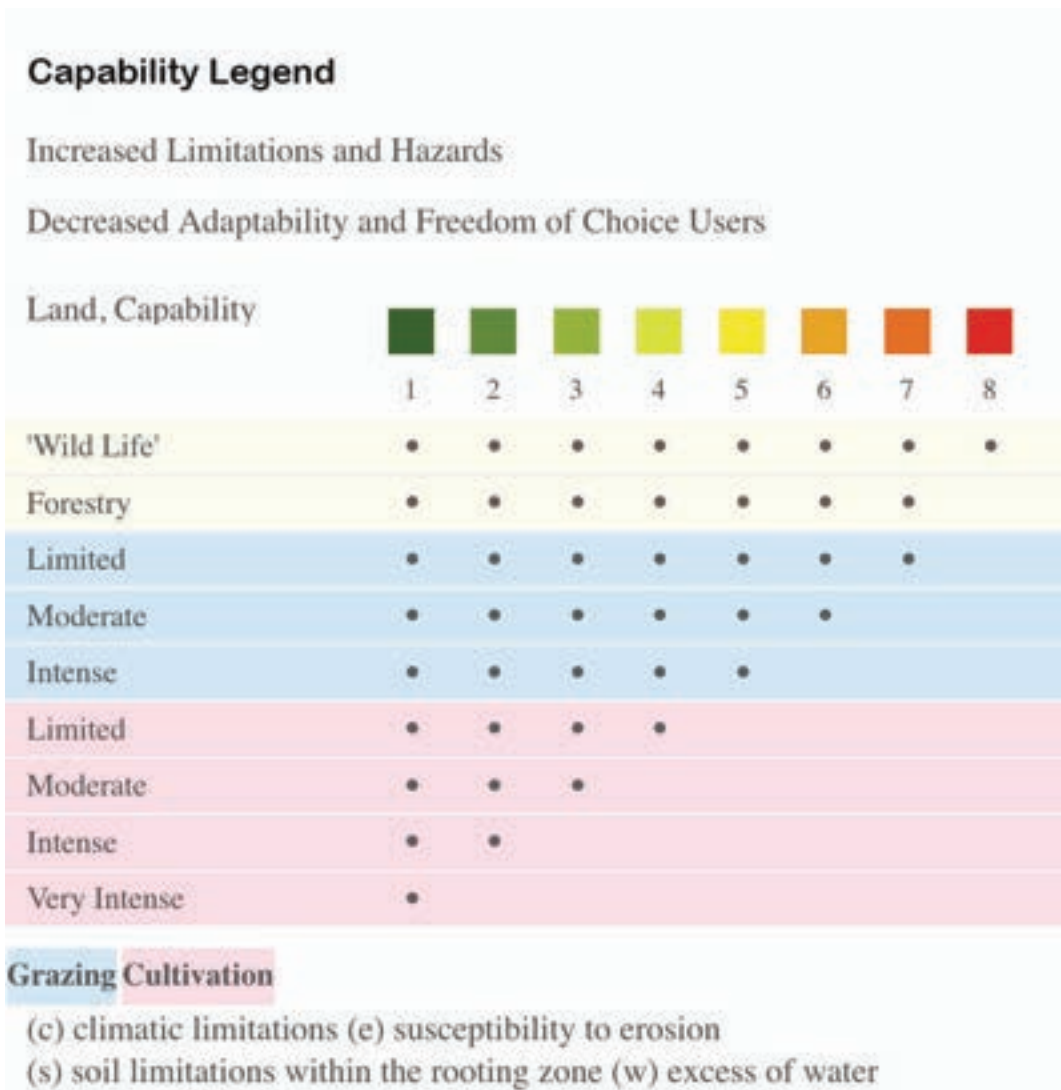 Capability Legend
Increased Limitations and Hazards
Decreased Adaptability and Freedom of Choice Users
Land, Capability
1 2 3 4 5 6 7 8
'Wild Life'
Forestry
Limited
Moderate
Intense
Limited
Moderate
Intense
Very Intense
Grazing Cultivation
(c) climatic limitations (e) susceptibility to erosion
(s) soil limitations within the rooting zone (w) excess of water